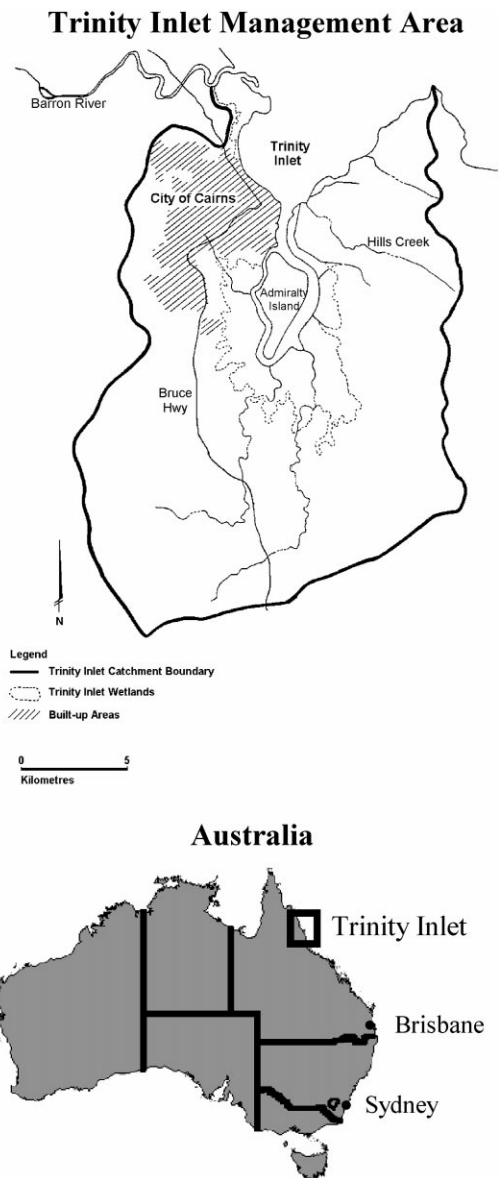 Trinity Inlet Management Area
Barron River
Trinity
Inlet
City of Cairns
Hills Creek
Admiralty
Island
Bruce
Hwy
N
Legend
Trinity Inlet Catchment Boundary
Trinity Inlet Wetlands
Built-up Areas
0 5
Kilometres
Australia
Trinity Inlet
Brisbane
Sydney